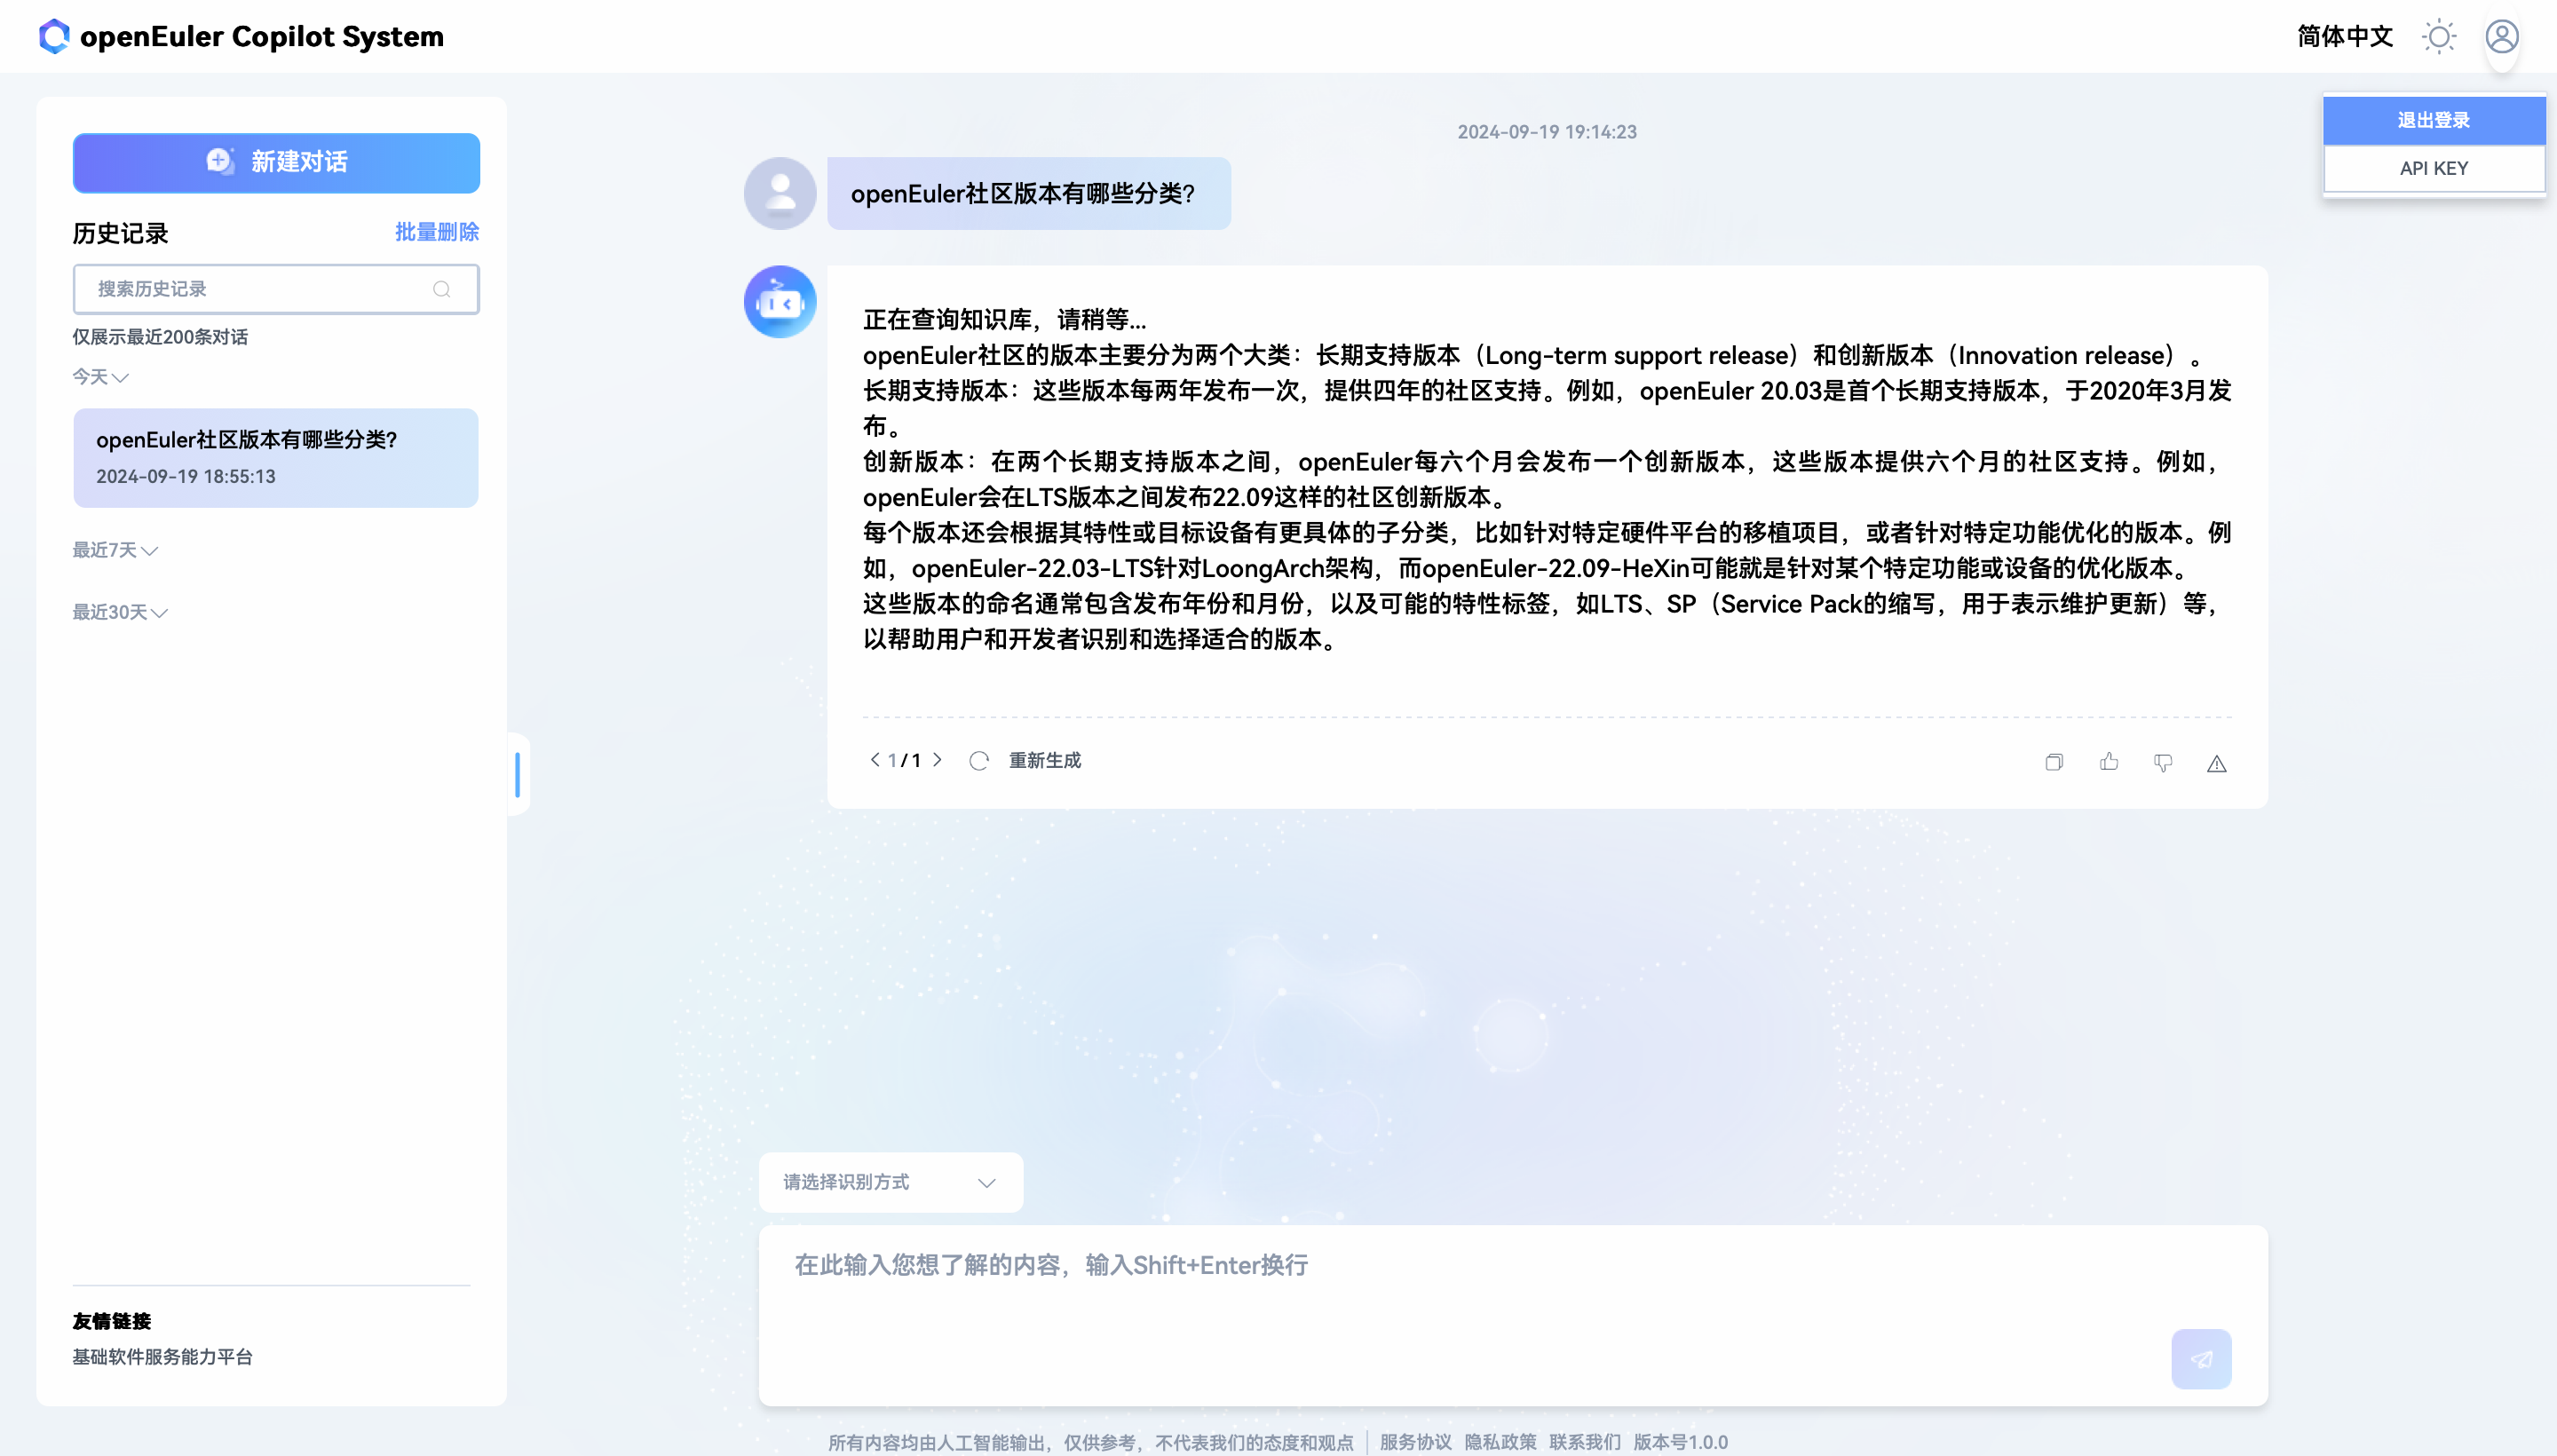 openEuler Copilot System
简体中文
退出登录
API KEY
新建对话
历史记录
批量删除
搜索历史记录
仅展示最近200条对话
今天
openEuler社区版本有哪些分类?
2024-09-19 18:55:13
最近7天
最近30天
友情链接
基础软件服务能力平台
2024-09-19 19:14:23
openEuler社区版本有哪些分类?
正在查询知识库，请稍等...
openEuler社区的版本主要分为两个大类：长期支持版本（Long-term support release）和创新版本（Innovation release）。
长期支持版本：这些版本每两年发布一次，提供四年的社区支持。例如，openEuler 20.03是首个长期支持版本，于2020年3月发
布。
创新版本：在两个长期支持版本之间，openEuler每六个月会发布一个创新版本，这些版本提供六个月的社区支持。例如，
openEuler会在LTS版本之间发布22.09这样的社区创新版本。
每个版本还会根据其特性或目标设备有更具体的子分类，比如针对特定硬件平台的移植项目，或者针对特定功能优化的版本。例
如，openEuler-22.03-LTS针对LoongArch架构，而openEuler-22.09-HeXin可能就是针对某个特定功能或设备的优化版本。
这些版本的命名通常包含发布年份和月份，以及可能的特性标签，如LTS、SP（Service Pack的缩写，用于表示维护更新）等，
以帮助用户和开发者识别和选择适合的版本。
1/1
重新生成
请选择识别方式
在此输入您想了解的内容，输入Shift+Enter换行
所有内容均由人工智能输出，仅供参考，不代表我们的态度和观点 | 服务协议 隐私政策 联系我们 版本号1.0.0